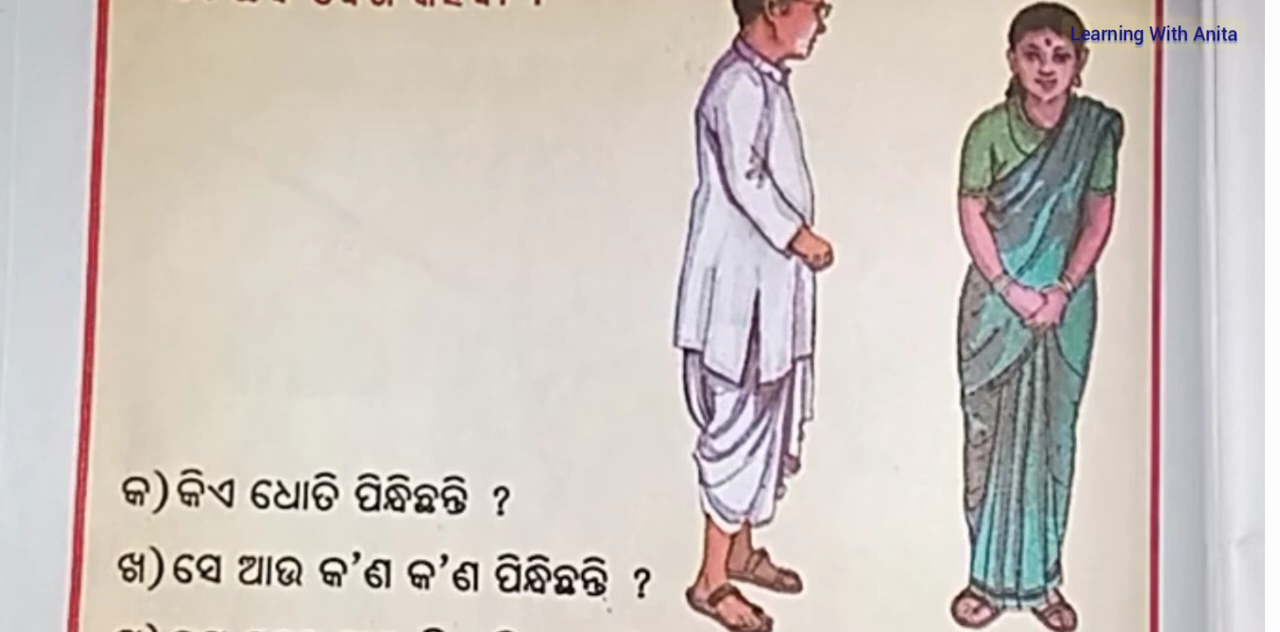 Learning With Anita
କ) କିଏ ଧୋତି ପିନ୍ଧିଛନ୍ତି ?
ଖ) ସେ ଆଉ କ'ଣ କ'ଣ ପିନ୍ଧିଛନ୍ତି ?